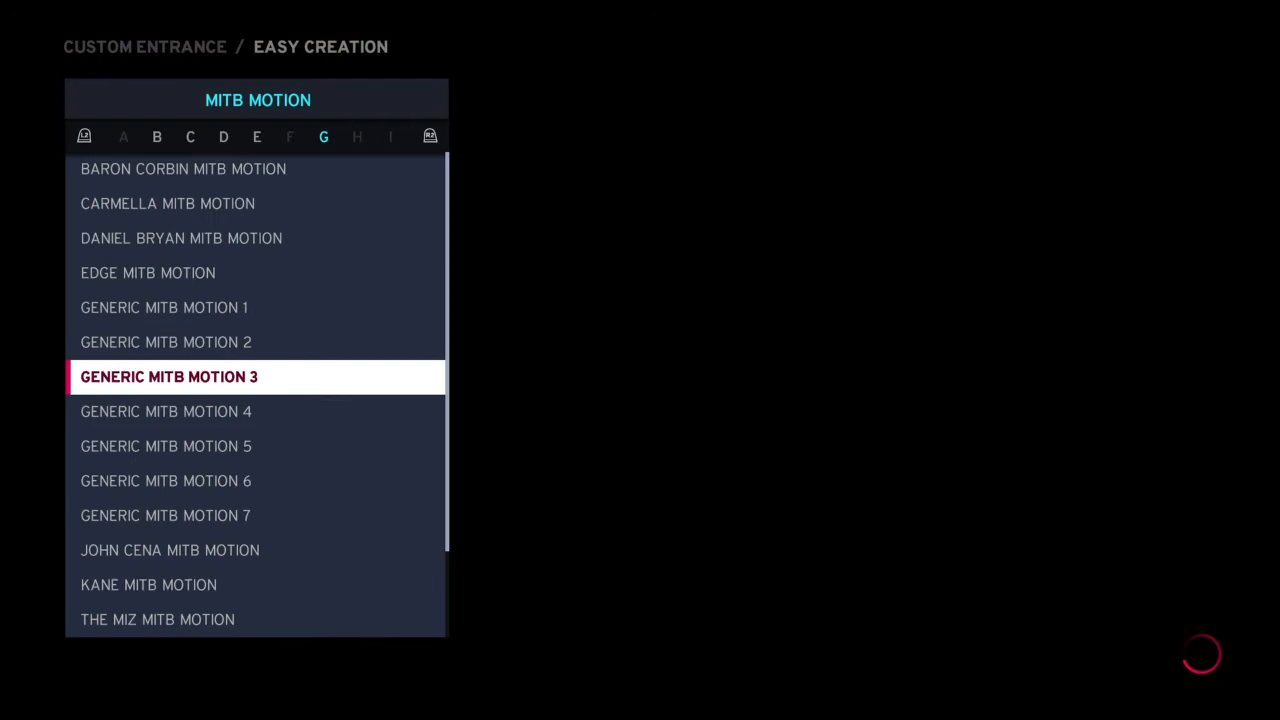 CUSTOM ENTRANCE / EASY CREATION
MITB MOTION
L2 A B C D E F G H I R2
BARON CORBIN MITB MOTION
CARMELLA MITB MOTION
DANIEL BRYAN MITB MOTION
EDGE MITB MOTION
GENERIC MITB MOTION 1
GENERIC MITB MOTION 2
GENERIC MITB MOTION 3
GENERIC MITB MOTION 4
GENERIC MITB MOTION 5
GENERIC MITB MOTION 6
GENERIC MITB MOTION 7
JOHN CENA MITB MOTION
KANE MITB MOTION
THE MIZ MITB MOTION